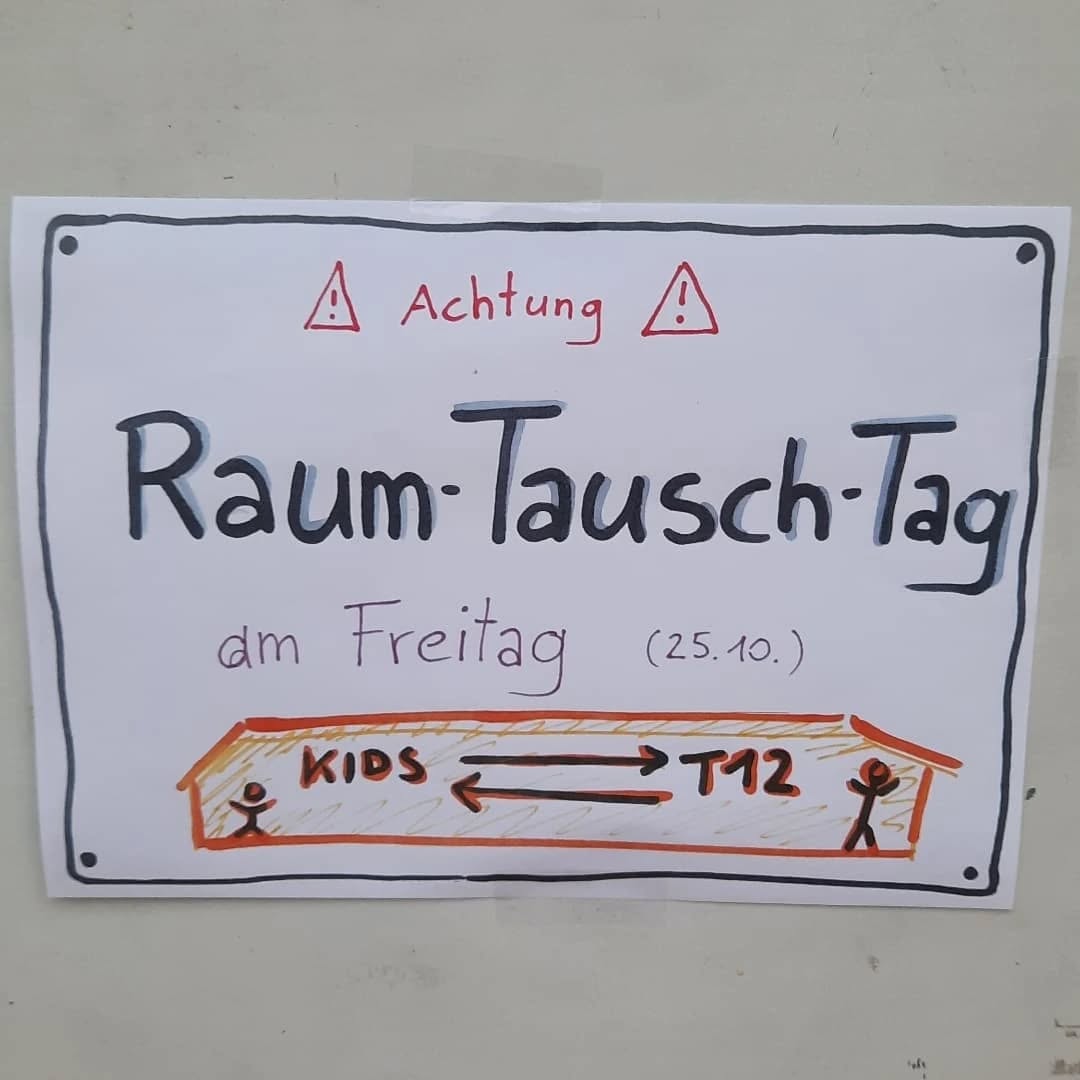 Achtung
Raum-Tausch-Tag
am Freitag (25.10.)
KIDS T12